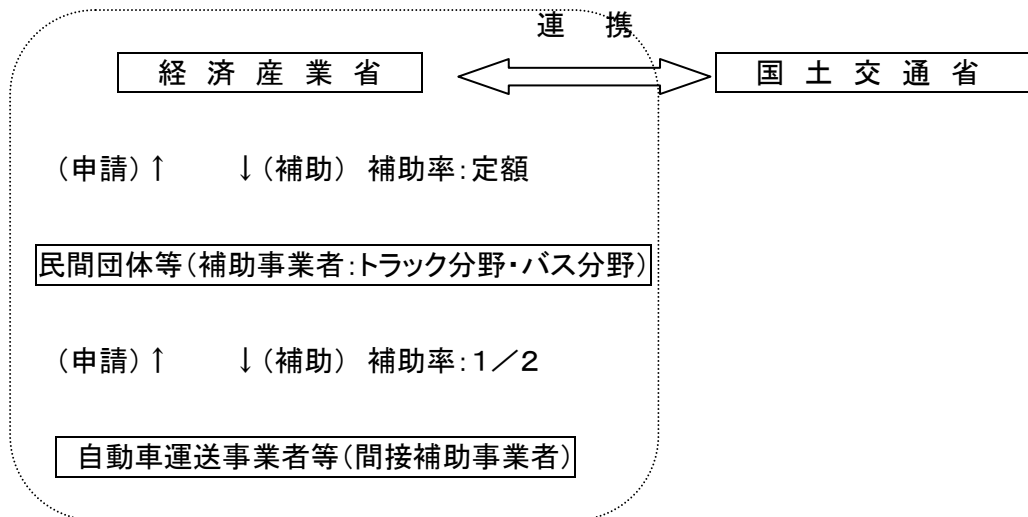 連 携
経 済 産 業 省
国 土 交 通 省
(申請)↑ ↓(補助) 補助率:定額
民間団体等(補助事業者:トラック分野・バス分野)
(申請)↑ ↓(補助) 補助率:1/2
自動車運送事業者等(間接補助事業者)